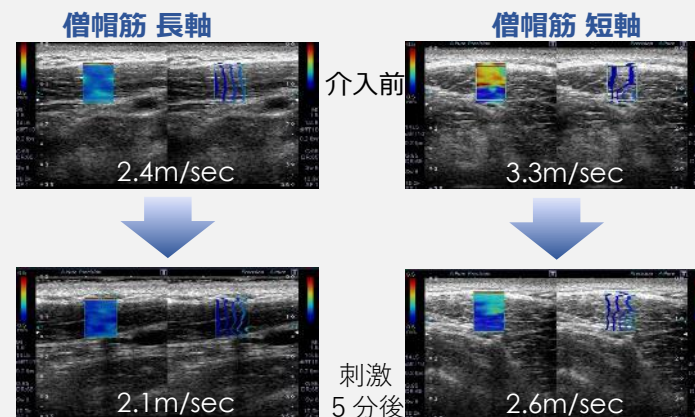 僧帽筋 長軸
僧帽筋 短軸
介入前
2.4m/sec
3.3m/sec
刺激
5分後
2.1m/sec
2.6m/sec